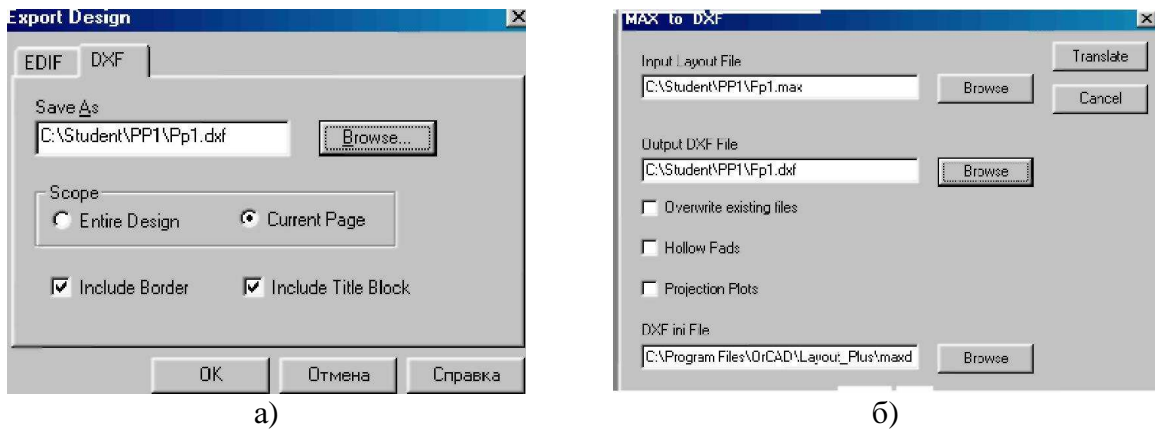 Export Design
EDIF DXF
Save As
C:\Student\PP1\Pp1.dxf
Browse...
Scope
Entire Design
Current Page
Include Border
Include Title Block
OK
Отмена
Справка
а)
MAX to DXF
Input Layout File
C:\Student\PP1\Fp1.max
Browse
Translate
Cancel
Output DXF File
C:\Student\PP1\Fp1.dxf
Browse
Overwrite existing files
Hollow Fads
Projection Plots
DXF ini File
C:\Program Files\OrCAD\Layout_Plus\maxd
Browse
б)